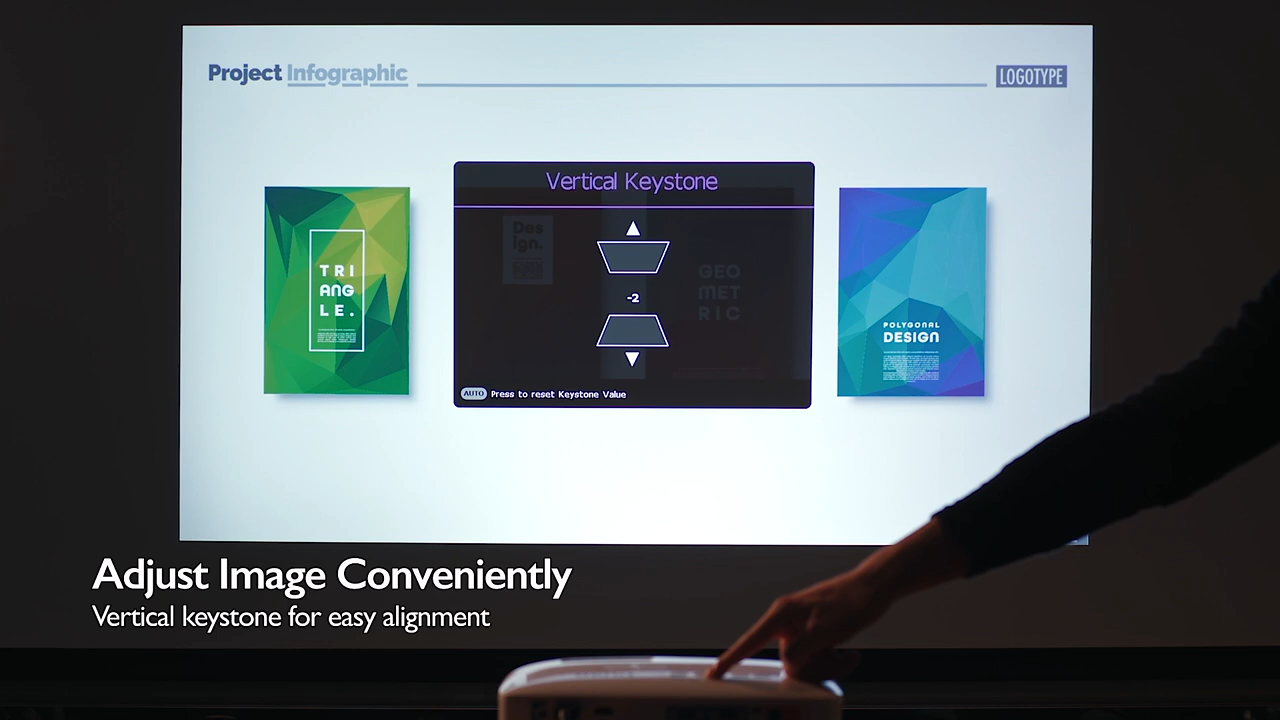 Project Infographic
LOGOTYPE
Vertical Keystone
Des
ign.
TRI
ANG
LE.
GEO
MET
RIC
-2
POLYGONAL
DESIGN
AUTO Press to reset Keystone Value
Adjust Image Conveniently
Vertical keystone for easy alignment